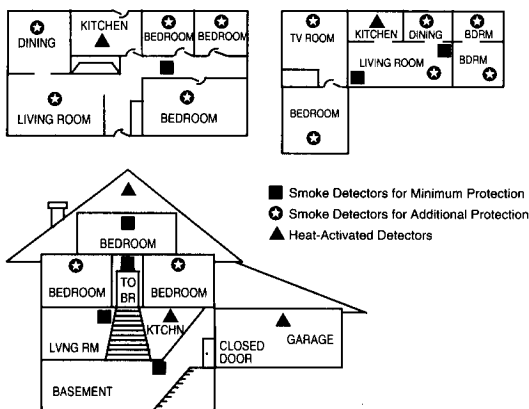 DINING
KITCHEN
BEDROOM
BEDROOM
LIVING ROOM
BEDROOM
TV ROOM
KITCHEN
DINING
BDRM
LIVING ROOM
BDRM
BEDROOM
Smoke Detectors for Minimum Protection
Smoke Detectors for Additional Protection
Heat-Activated Detectors
BEDROOM
BEDROOM
TO
BR
BEDROOM
LVNG RM
KTCHN
CLOSED
DOOR
GARAGE
BASEMENT